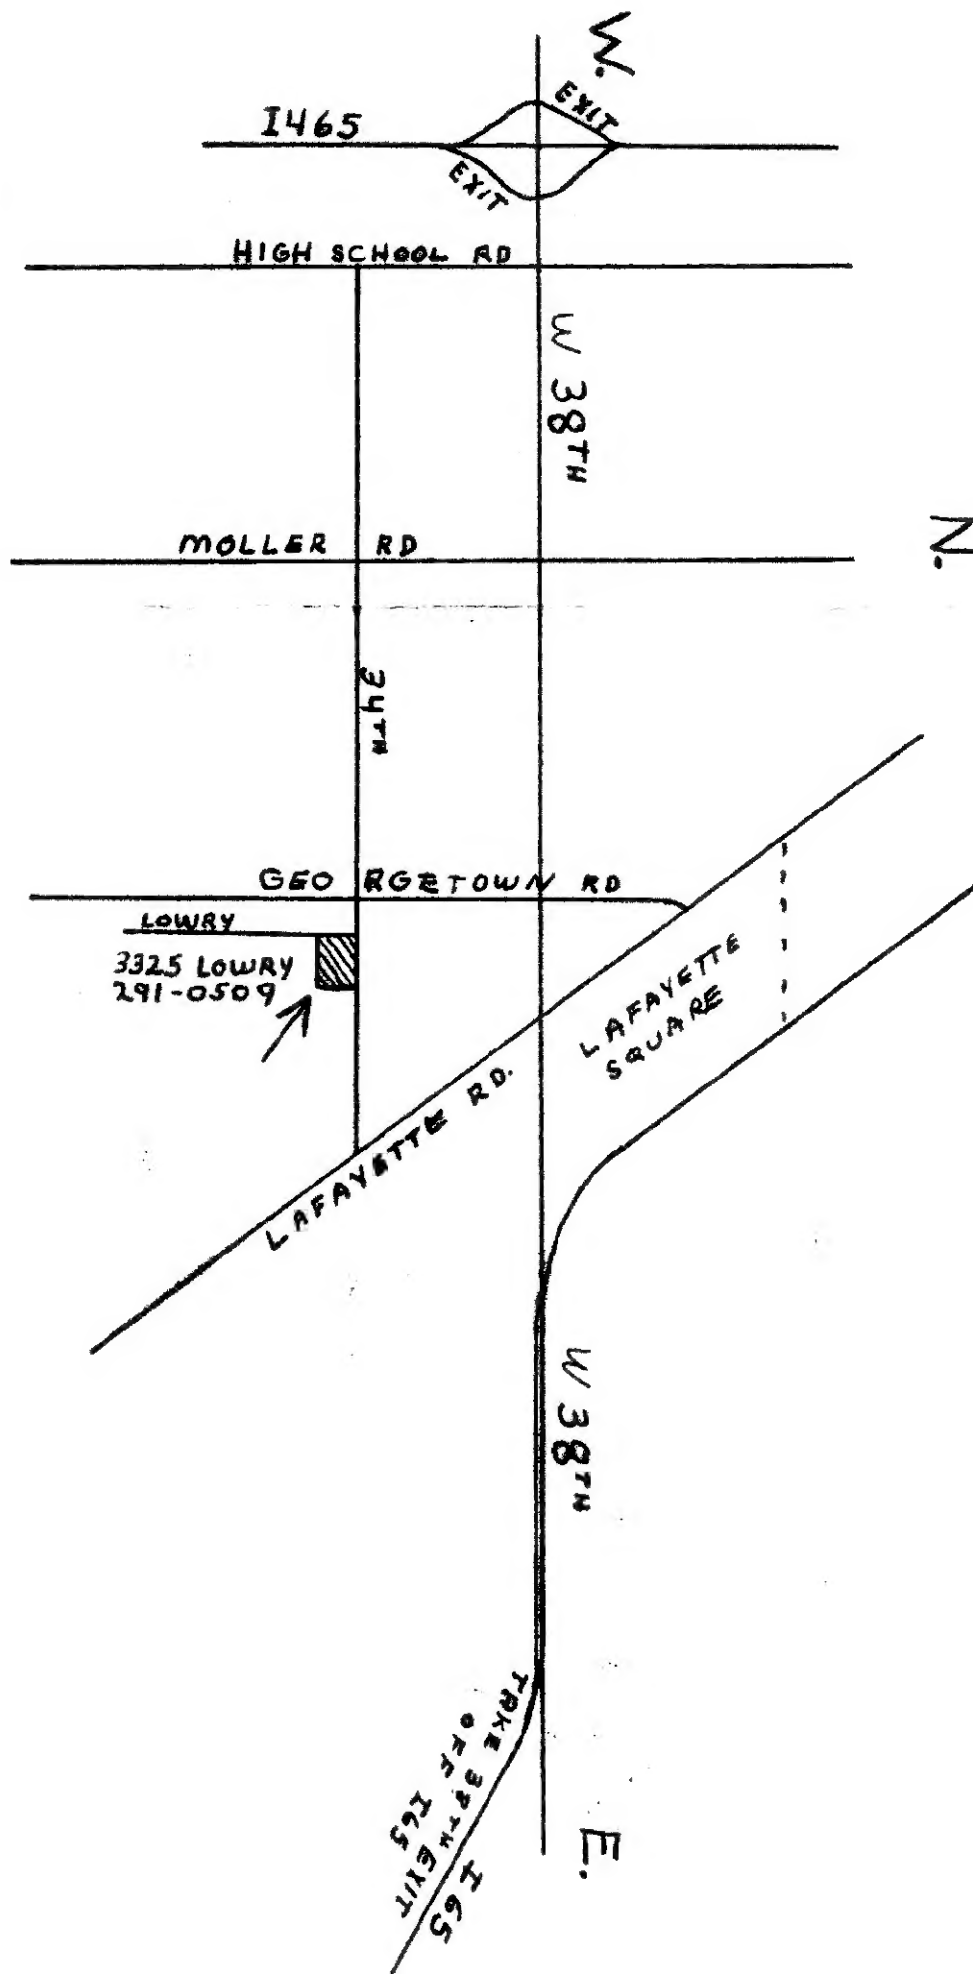 W.
I465
EXIT
EXIT
HIGH SCHOOL RD
W 38TH
N.
MOLLER RD
34TH
GEORGETOWN RD
LOWRY
3325 LOWRY
291-0509
LAFAYETTE
SQUARE
LAFAYETTE RD.
W 38TH
TAKE 38TH EXIT
OFF I65
I65
E.